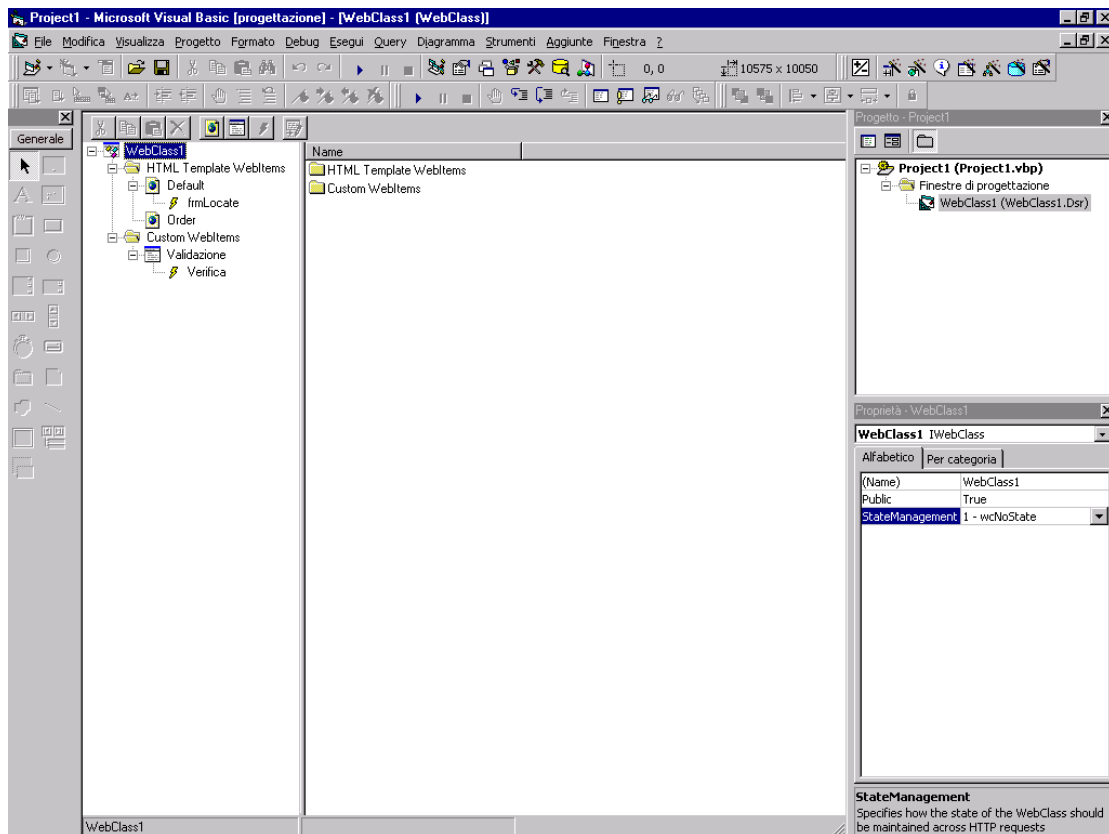 Project1 - Microsoft Visual Basic [progettazione] - [WebClass1 (WebClass)]
File Modifica Visualizza Progetto Formato Debug Esegui Query Diagramma Strumenti Aggiunte Finestra ?
0, 0
10575 x 10050
Generale
WebClass1
HTML Template WebItems
Default
frmLocate
Order
Custom WebItems
Validazione
Verifica
Name
HTML Template WebItems
Custom WebItems
Progetto - Project1
Project1 (Project1.vbp)
Finestre di progettazione
WebClass1 (WebClass1.Dsr)
Proprietà - WebClass1
WebClass1 IWebClass
Alfabetico Per categoria
(Name) WebClass1
Public True
StateManagement 1 - wcNoState
StateManagement
Specifies how the state of the WebClass should
be maintained across HTTP requests
WebClass1